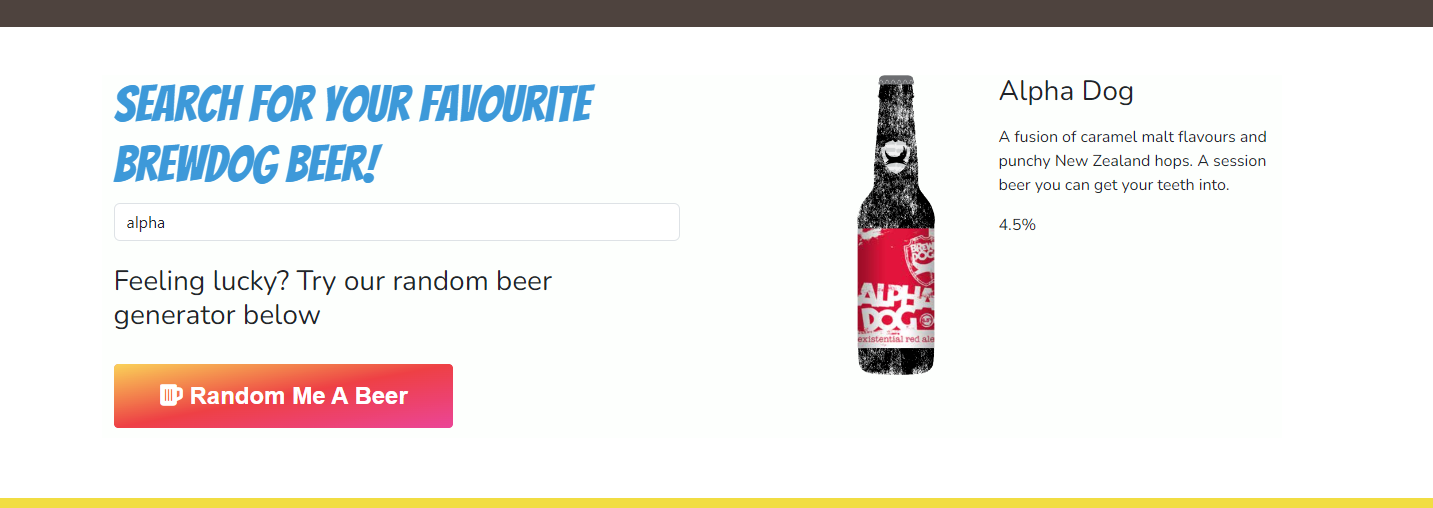 SEARCH FOR YOUR FAVOURITE
BREWDOG BEER!
alpha
Feeling lucky? Try our random beer
generator below
Random Me A Beer
BREW
DOG
ALPHA
DOG
existential red ale
Alpha Dog
A fusion of caramel malt flavours and
punchy New Zealand hops. A session
beer you can get your teeth into.
4.5%